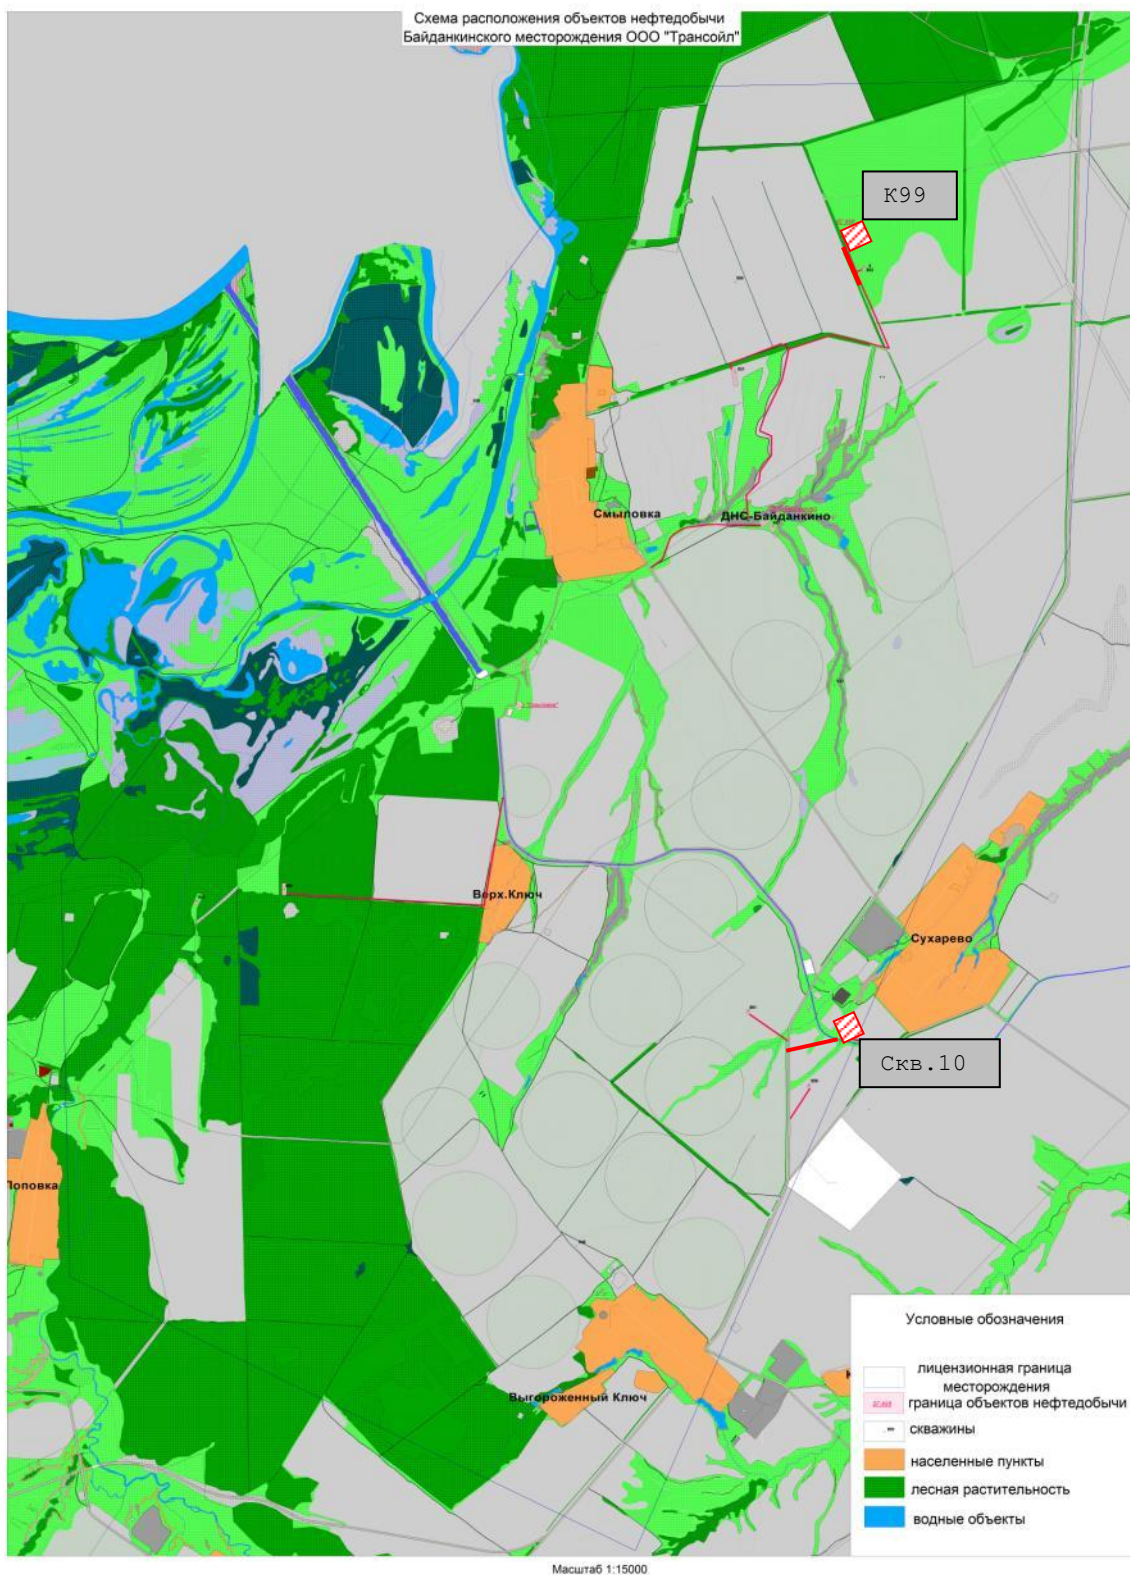 Схема расположения объектов нефтедобычи
Байданкинского месторождения ООО "Трансойл"
К99
Смыловка
ДНС-Байданкино
Верх.Ключ
Сухарево
Скв.10
Поповка
Выгороженный Ключ
Условные обозначения
лицензионная граница
месторождения
граница объектов нефтедобычи
скважины
населенные пункты
лесная растительность
водные объекты
Масштаб 1:15000